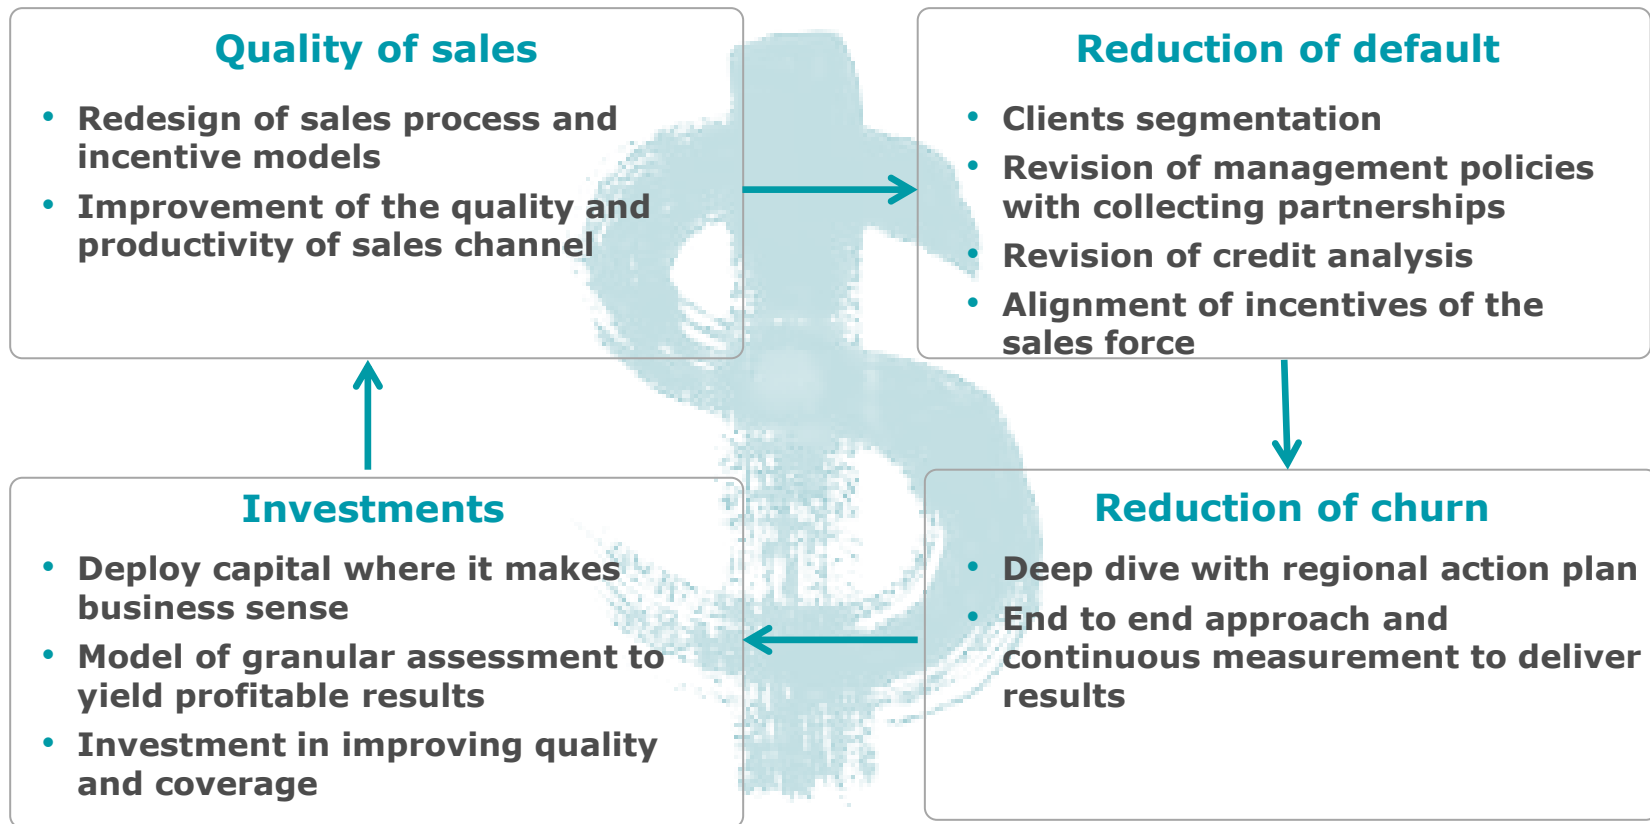 Quality of sales
• Redesign of sales process and
incentive models
• Improvement of the quality and
productivity of sales channel
Reduction of default
• Clients segmentation
• Revision of management policies
with collecting partnerships
• Revision of credit analysis
• Alignment of incentives of the
sales force
Investments
• Deploy capital where it makes
business sense
• Model of granular assessment to
yield profitable results
• Investment in improving quality
and coverage
Reduction of churn
• Deep dive with regional action plan
• End to end approach and
continuous measurement to deliver
results